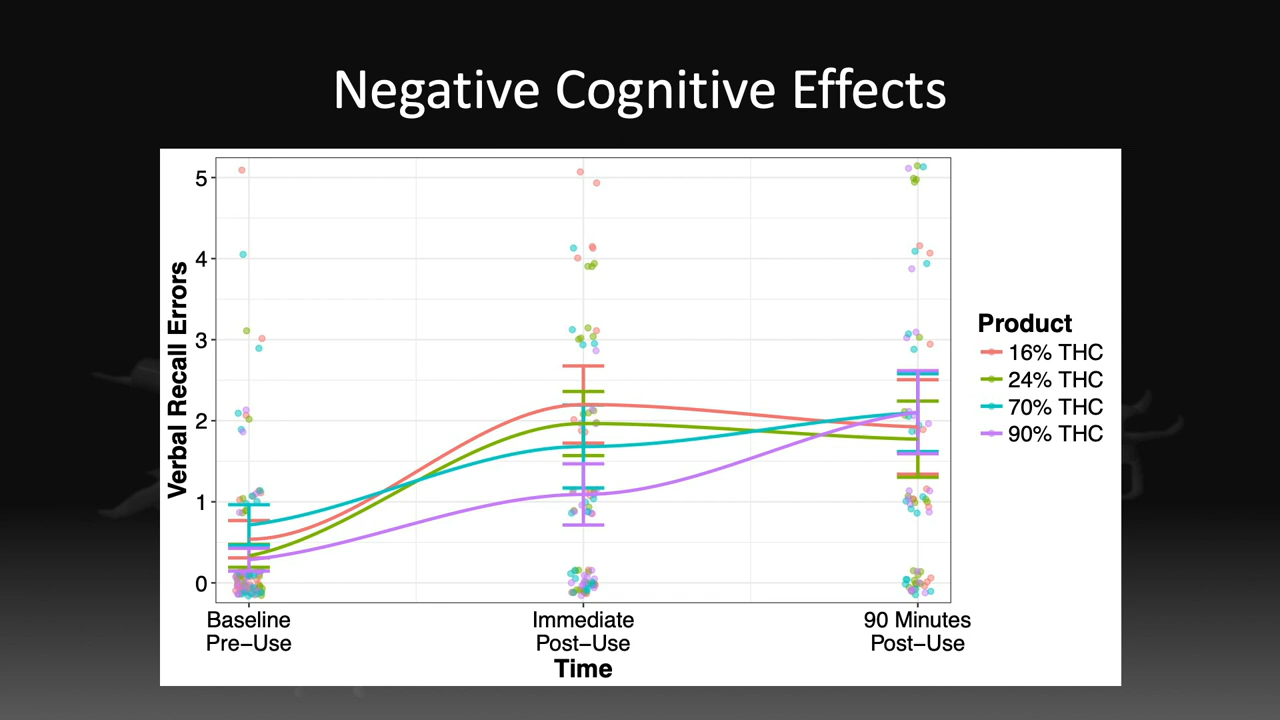 Negative Cognitive Effects
5
4
3
2
1
0
Verbal Recall Errors
Baseline
Pre−Use
Immediate
Post−Use
90 Minutes
Post−Use
Time
Product
16% THC
24% THC
70% THC
90% THC